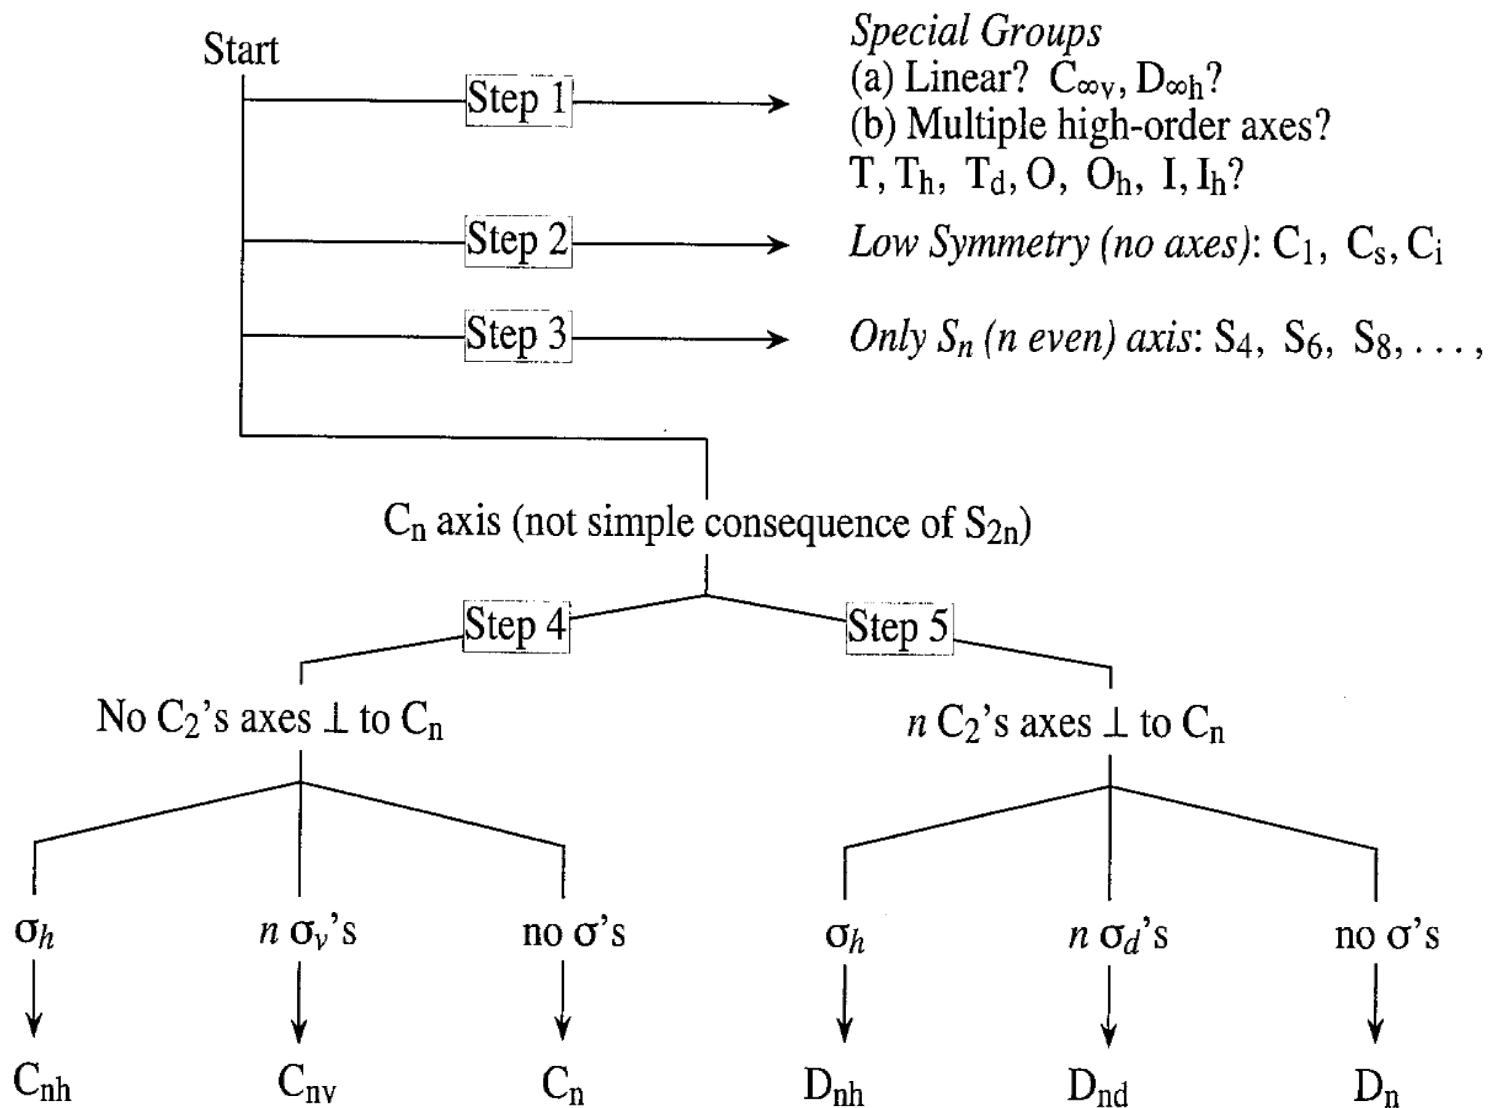 Start
Special Groups
Step 1
(a) Linear? C∞v, D∞h?
(b) Multiple high-order axes?
T, Th, Td, O, Oh, I, Ih?
Step 2
Low Symmetry (no axes): C1, Cs, Ci
Step 3
Only Sn (n even) axis: S4, S6, S8, . . . ,
Cn axis (not simple consequence of S2n)
Step 4
Step 5
No C2's axes ⊥ to Cn
n C2's axes ⊥ to Cn
σh
n σv's
no σ's
σh
n σd's
no σ's
Cnh
Cnv
Cn
Dnh
Dnd
Dn